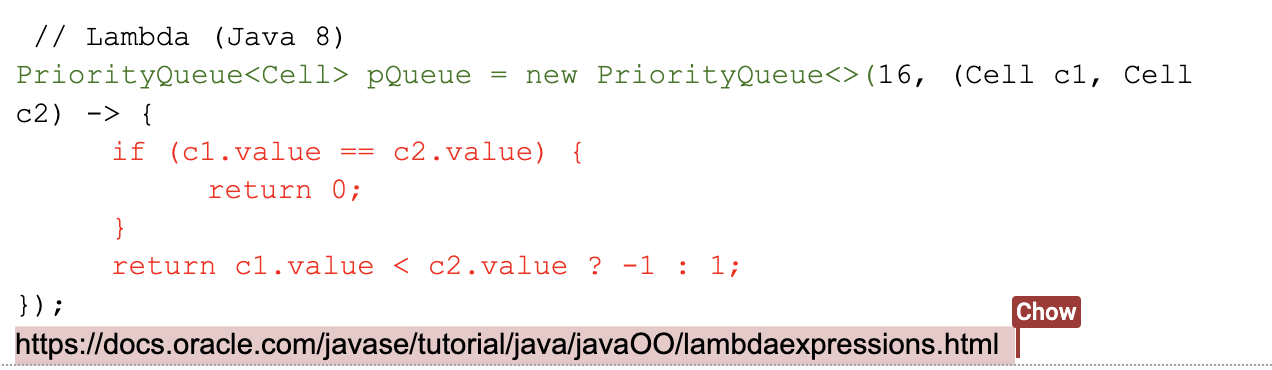 // Lambda (Java 8)
PriorityQueue<Cell> pQueue = new PriorityQueue<>(16, (Cell c1, Cell
c2) -> {
if (c1.value == c2.value) {
return 0;
}
return c1.value < c2.value ? -1 : 1;
});
Chow
https://docs.oracle.com/javase/tutorial/java/javaOO/lambdaexpressions.html